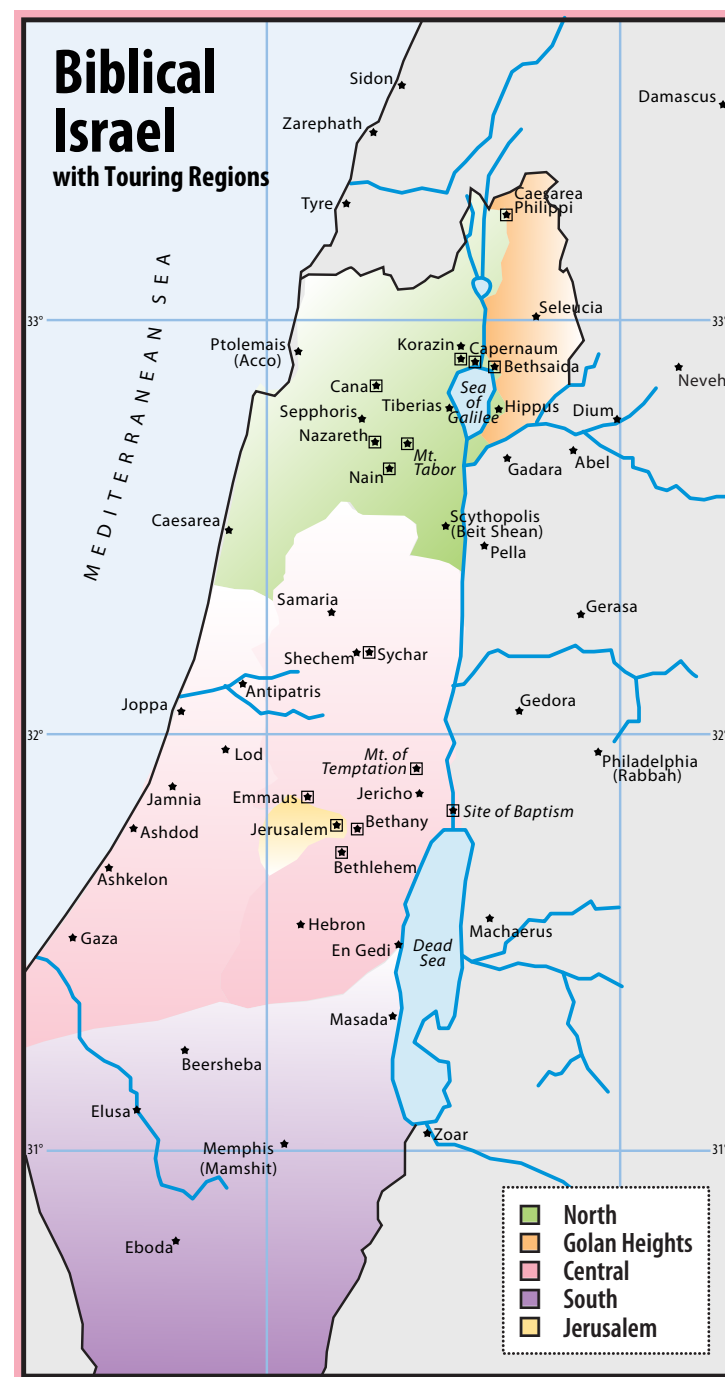 Biblical
Israel
with Touring Regions
Sidon
Damascus
Zarephath
Tyre
Caesarea
Philippi
MEDITERRANEAN SEA
33°
33°
Seleucia
Ptolemais
(Acco)
Korazin
Capernaum
Bethsaida
Neveh
Cana
Sea
of
Galilee
Sepphoris
Tiberias
Hippus
Dium
Nazareth
Mt.
Tabor
Nain
Gadara
Abel
Caesarea
Scythopolis
(Beit Shean)
Pella
Samaria
Gerasa
Shechem
Sychar
Antipatris
Joppa
Gedora
32°
32°
Lod
Mt. of
Temptation
Philadelphia
(Rabbah)
Jamnia
Emmaus
Jericho
Site of Baptism
Ashdod
Jerusalem
Bethany
Ashkelon
Bethlehem
Gaza
Hebron
Machaerus
En Gedi
Dead
Sea
Masada
Beersheba
Elusa
Zoar
31°
31°
Memphis
(Mamshit)
Eboda
North
Golan Heights
Central
South
Jerusalem